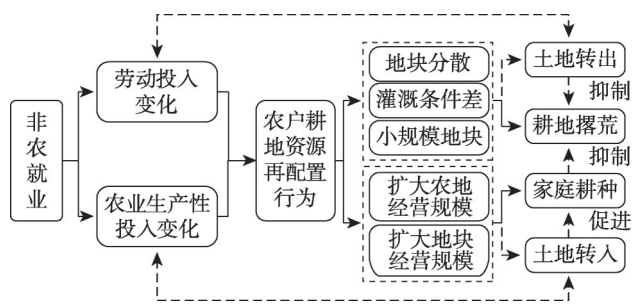 非
农
就
业
劳动投入
变化
农业生产性
投入变化
农户耕
地资源
再配置
行为
地块分散
灌溉条件差
小规模地块
扩大农地
经营规模
扩大地块
经营规模
土地转出
抑制
耕地撂荒
抑制
家庭耕种
促进
土地转入